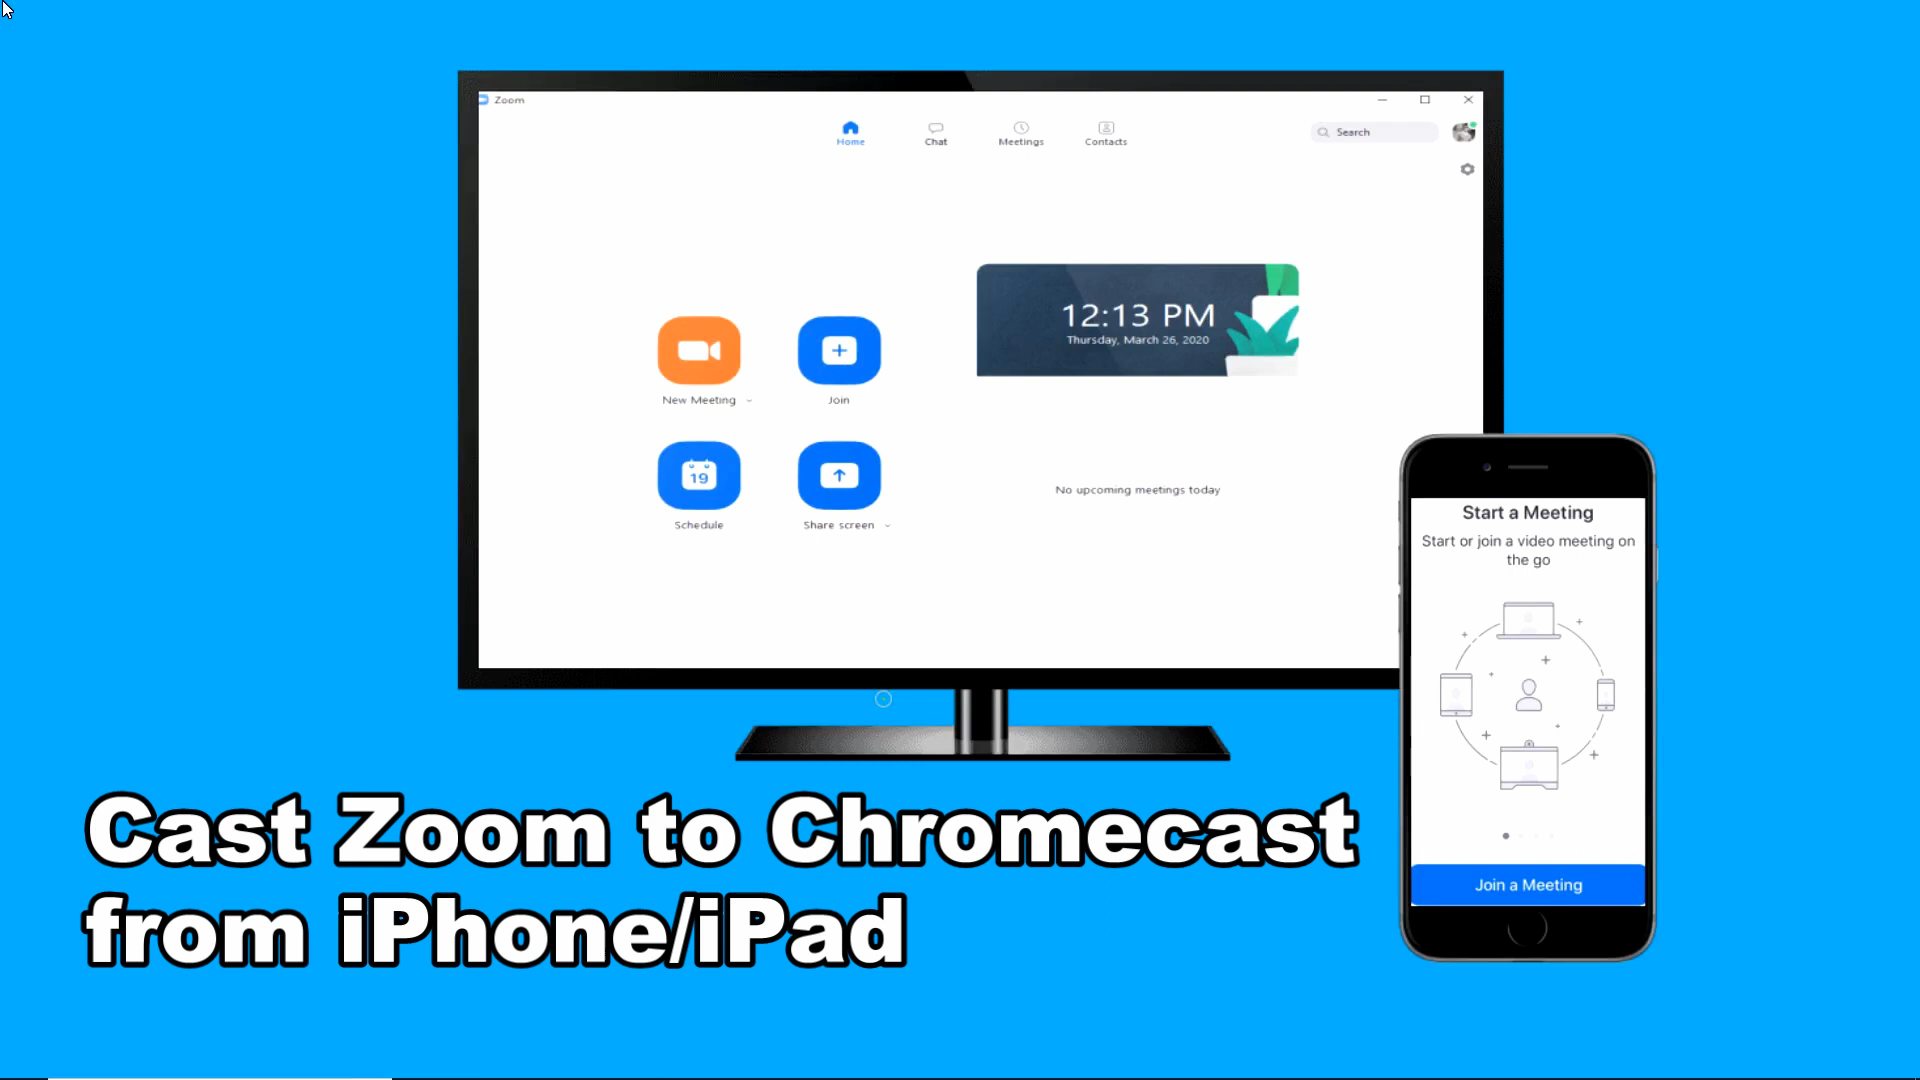 Zoom
Home
Chat
Meetings
Contacts
Search
12:13 PM
Thursday, March 26, 2020
New Meeting
Join
19
Schedule
Share screen
No upcoming meetings today
Start a Meeting
Start or join a video meeting on
the go
Join a Meeting
Cast Zoom to Chromecast
from iPhone/iPad